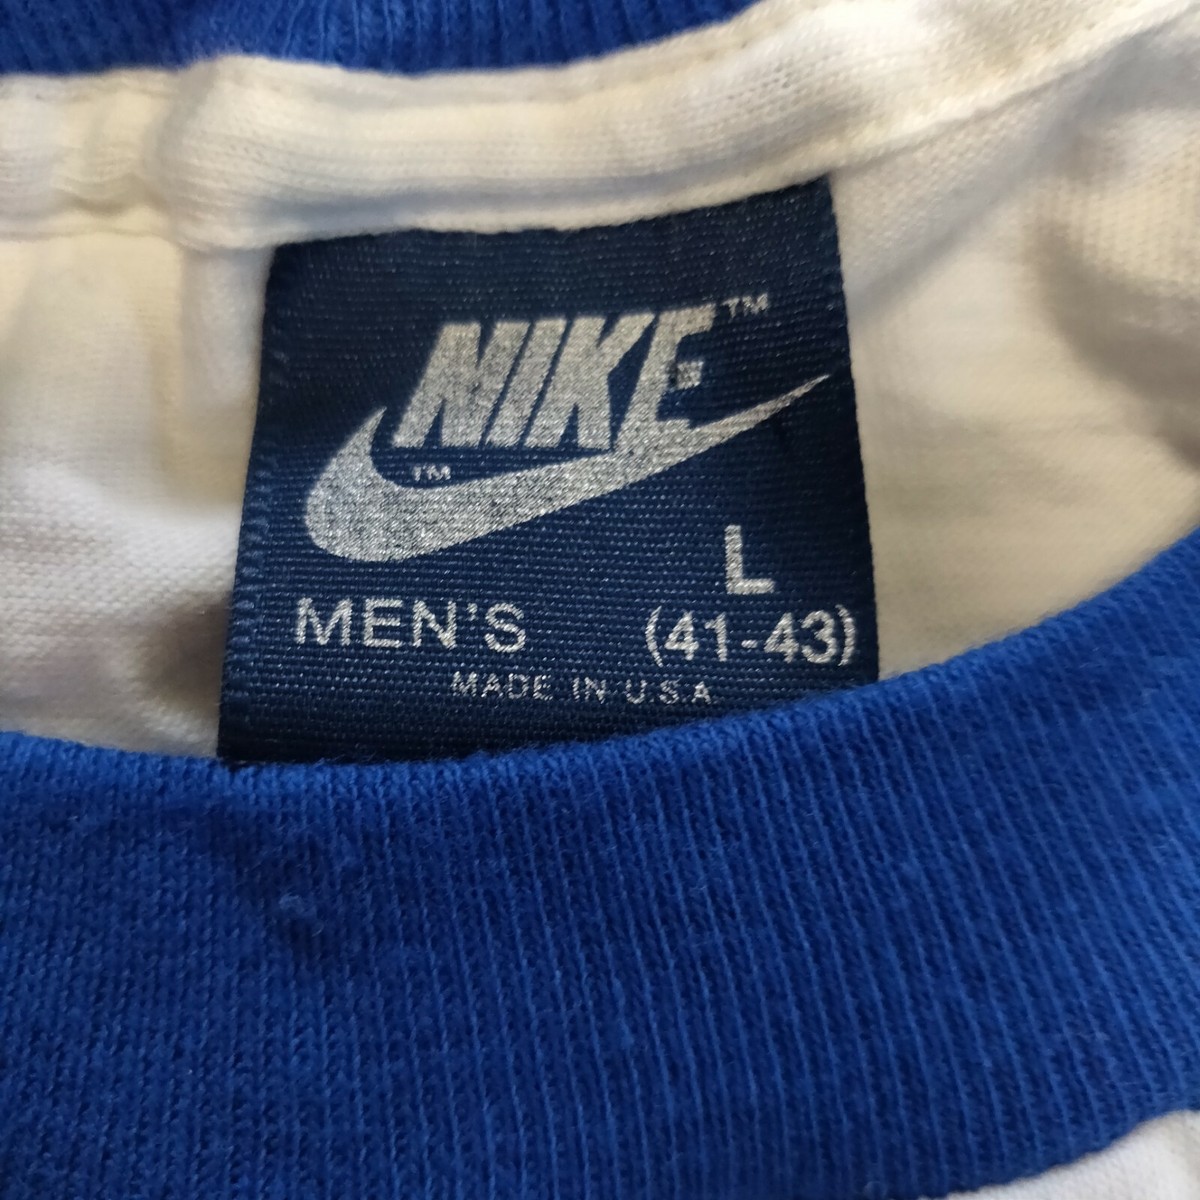 NIKE™
™
L
MEN'S (41-43)
MADE IN U.S.A.